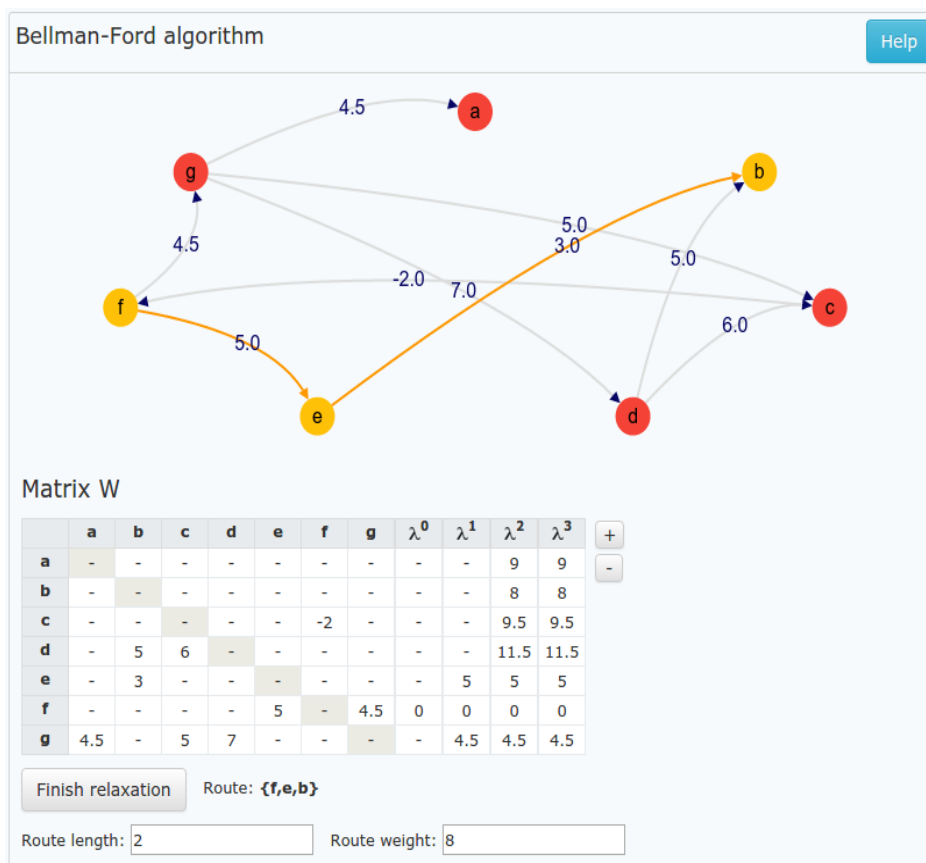 Bellman-Ford algorithm
Help
4.5
a
g
b
5.0
3.0
4.5
5.0
-2.0
7.0
f
c
5.0
6.0
e
d
Matrix W
a b c d e f g λ0 λ1 λ2 λ3 +
a - - - - - - - - - 9 9 -
b - - - - - - - - - 8 8
c - - - - - -2 - - - 9.5 9.5
d - 5 6 - - - - - - 11.5 11.5
e - 3 - - - - - - 5 5 5
f - - - - 5 - 4.5 0 0 0 0
g 4.5 - 5 7 - - - - 4.5 4.5 4.5
Finish relaxation Route: {f,e,b}
Route length: 2 Route weight: 8